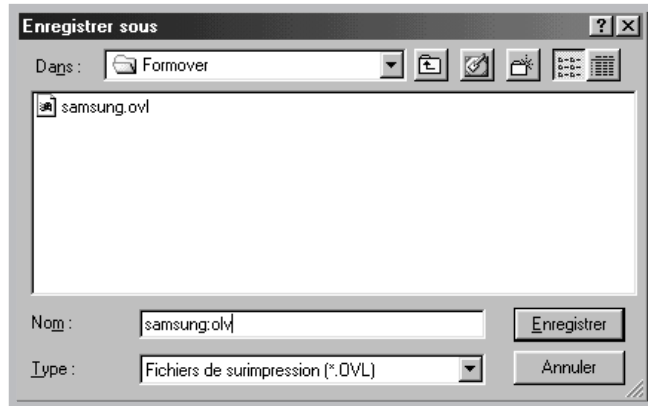 Enregistrer sous
Dans : Formover
samsung.ovl
Nom : samsung:olv Enregistrer
Type : Fichiers de surimpression (*.OVL) Annuler